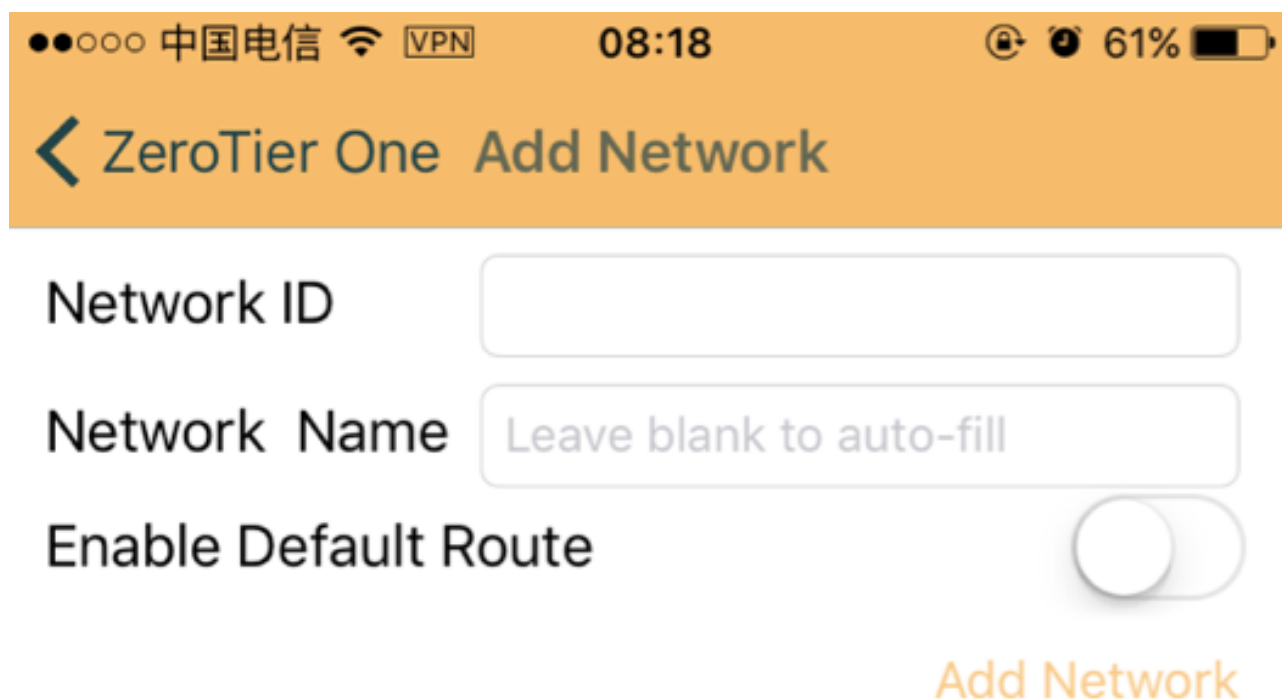 中国电信 VPN 08:18 61%
ZeroTier One Add Network
Network ID
Network Name Leave blank to auto-fill
Enable Default Route
Add Network